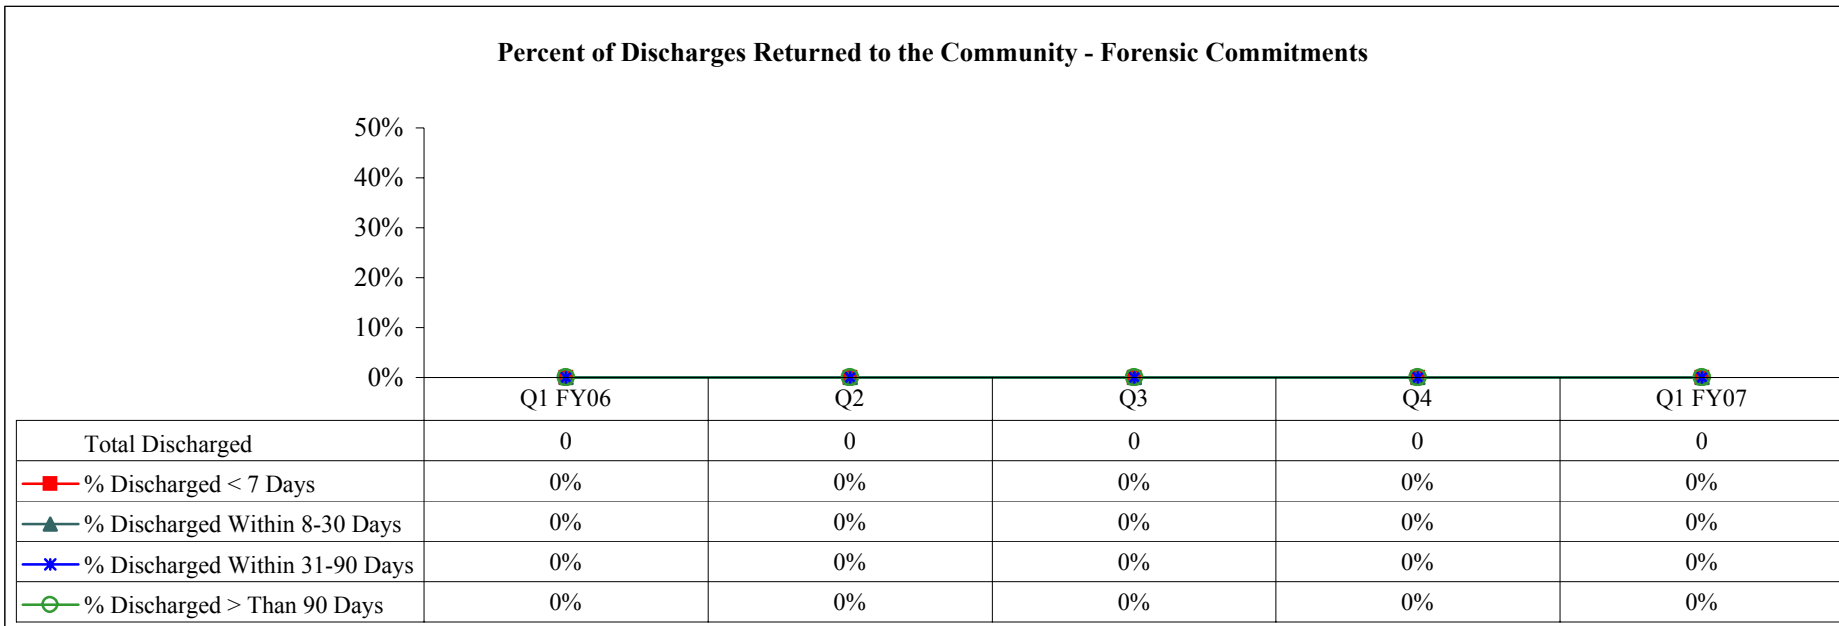 Percent of Discharges Returned to the Community - Forensic Commitments
50%
40%
30%
20%
10%
0%
Q1 FY06 Q2 Q3 Q4 Q1 FY07
Total Discharged 0 0 0 0 0
% Discharged < 7 Days 0% 0% 0% 0% 0%
% Discharged Within 8-30 Days 0% 0% 0% 0% 0%
% Discharged Within 31-90 Days 0% 0% 0% 0% 0%
% Discharged > Than 90 Days 0% 0% 0% 0% 0%